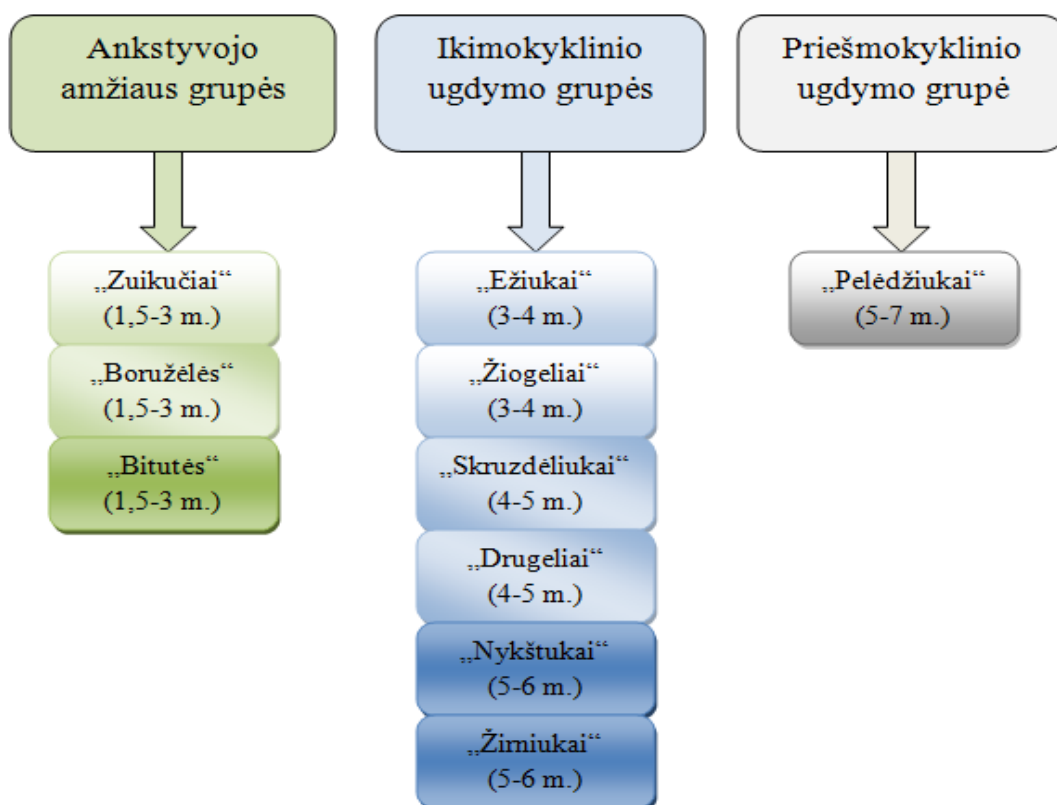 Ankstyvojo
amžiaus grupės
„Zuikučiai“
(1,5-3 m.)
„Boružėlės“
(1,5-3 m.)
„Bitutės“
(1,5-3 m.)
Ikimokyklinio
ugdymo grupės
„Ežiukai“
(3-4 m.)
„Žiogeliai“
(3-4 m.)
„Skruzdėliukai“
(4-5 m.)
„Drugeliai“
(4-5 m.)
„Nykštukai“
(5-6 m.)
„Žirniukai“
(5-6 m.)
Priešmokyklinio
ugdymo grupė
„Pelėdžiukai“
(5-7 m.)